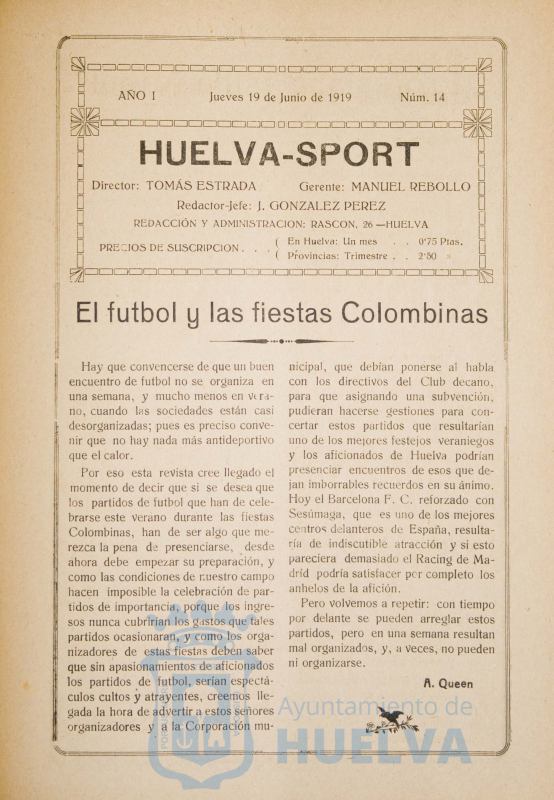 AÑO I
Jueves 19 de Junio de 1919
Núm. 14
HUELVA-SPORT
Director: TOMÁS ESTRADA
Gerente: MANUEL REBOLLO
Redactor-Jefe: J. GONZALEZ PEREZ
REDACCIÓN Y ADMINISTRACION: RASCON, 26 —HUELVA
PRECIOS DE SUSCRIPCION . . .
( En Huelva: Un mes . . 0'75 Ptas.
( Provincias: Trimestre . . 2'50 »
El futbol y las fiestas Colombinas
Hay que convencerse de que un buen
encuentro de futbol no se organiza en
una semana, y mucho menos en vera-
no, cuando las sociedades están casi
desorganizadas; pues es preciso conve-
nir que no hay nada más antideportivo
que el calor.
Por eso esta revista cree llegado el
momento de decir que si se desea que
los partidos de futbol que han de cele-
brarse este verano durante las fiestas
Colombinas, han de ser algo que me-
rezca la pena de presenciarse, desde
ahora debe empezar su preparación, y
como las condiciones de nuestro campo
hacen imposible la celebración de par-
tidos de importancia, porque los ingre-
sos nunca cubrirían los gastos que tales
partidos ocasionaran, y como los orga-
nizadores de estas fiestas deben saber
que sin apasionamientos de aficionados
los partidos de futbol, serían espectá-
culos cultos y atrayentes, creemos lle-
gada la hora de advertir a estos señores
organizadores y a la Corporación mu-
nicipal, que debían ponerse al habla
con los directivos del Club decano,
para que asignando una subvención,
pudieran hacerse gestiones para con-
certar estos partidos que resultarían
uno de los mejores festejos veraniegos
y los aficionados de Huelva podrían
presenciar encuentros de esos que de-
jan imborrables recuerdos en su ánimo.
Hoy el Barcelona F. C. reforzado con
Sesúmaga, que es uno de los mejores
centros delanteros de España, resulta-
ría de indiscutible atracción y si esto
pareciera demasiado el Racing de Ma-
drid podría satisfacer por completo los
anhelos de la afición.
Pero volvemos a repetir: con tiempo
por delante se pueden arreglar estos
partidos, pero en una semana resultan
mal organizados, y, a veces, no pueden
ni organizarse.
A. Queen
Ayuntamiento de
HUELVA